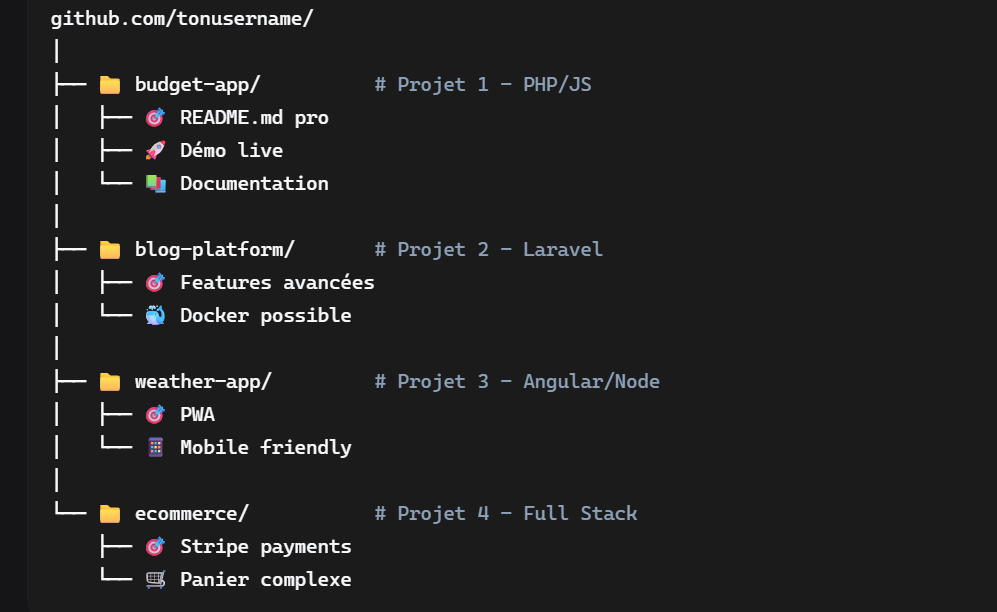 github.com/tonusername/
│
├── 📁 budget-app/          # Projet 1 - PHP/JS
│   ├── 🎯 README.md pro
│   ├── 🚀 Démo live
│   └── 📚 Documentation
│
├── 📁 blog-platform/       # Projet 2 - Laravel
│   ├── 🎯 Features avancées
│   └── 🐳 Docker possible
│
├── 📁 weather-app/         # Projet 3 - Angular/Node
│   ├── 🎯 PWA
│   └── 📱 Mobile friendly
│
└── 📁 ecommerce/           # Projet 4 - Full Stack
    ├── 🎯 Stripe payments
    └── 🛒 Panier complexe